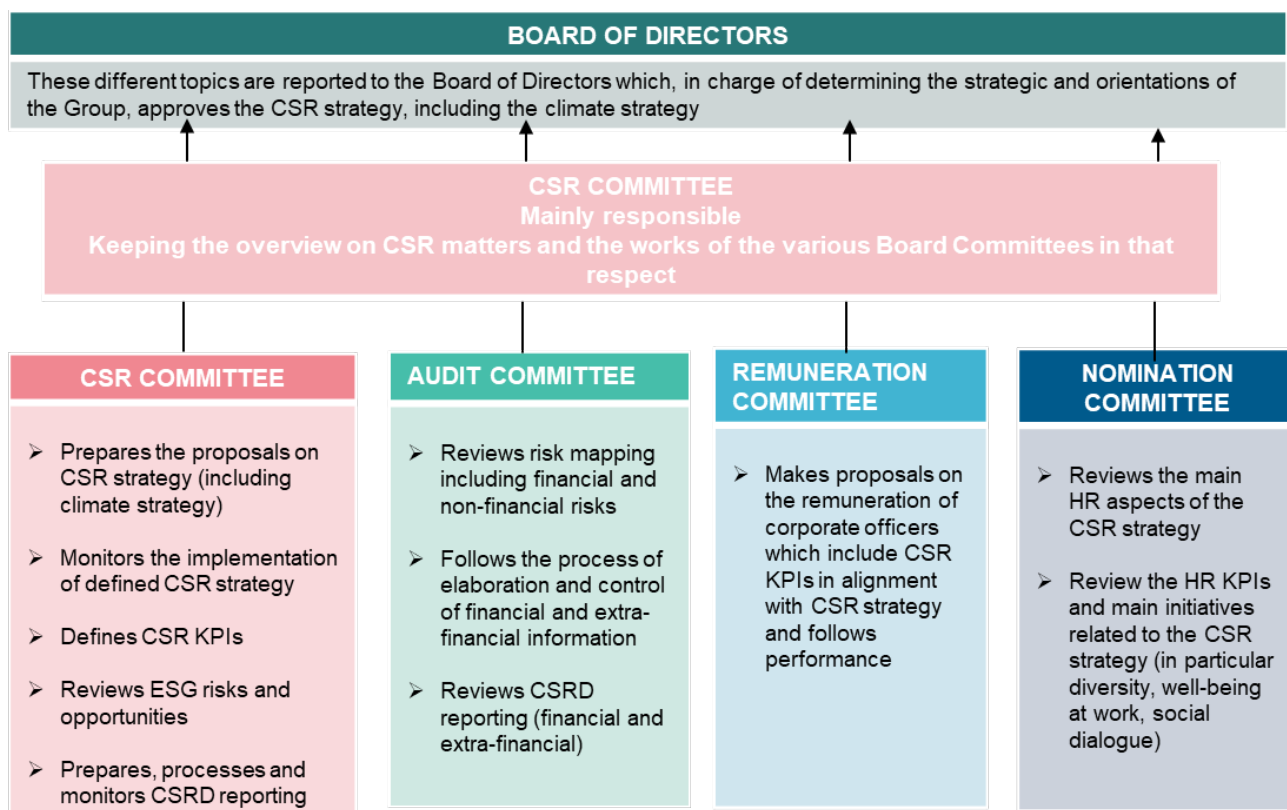 BOARD OF DIRECTORS
These different topics are reported to the Board of Directors which, in charge of determining the strategic and orientations of
the Group, approves the CSR strategy, including the climate strategy
CSR COMMITTEE
Mainly responsible
Keeping the overview on CSR matters and the works of the various Board Committees in that
respect
CSR COMMITTEE
➢ Prepares the proposals on
CSR strategy (including
climate strategy)
➢ Monitors the implementation
of defined CSR strategy
➢ Defines CSR KPIs
➢ Reviews ESG risks and
opportunities
➢ Prepares, processes and
monitors CSRD reporting
AUDIT COMMITTEE
➢ Reviews risk mapping
including financial and
non-financial risks
➢ Follows the process of
elaboration and control
of financial and extra-
financial information
➢ Reviews CSRD
reporting (financial and
extra-financial)
REMUNERATION
COMMITTEE
➢ Makes proposals on
the remuneration of
corporate officers
which include CSR
KPIs in alignment
with CSR strategy
and follows
performance
NOMINATION
COMMITTEE
➢ Reviews the main
HR aspects of the
CSR strategy
➢ Review the HR KPIs
and main initiatives
related to the CSR
strategy (in particular
diversity, well-being
at work, social
dialogue)